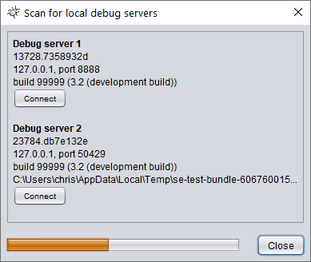 Scan for local debug servers
Debug server 1
13728.7358932d
127.0.0.1, port 8888
build 99999 (3.2 (development build))
Connect
Debug server 2
23784.db7e132e
127.0.0.1, port 50429
build 99999 (3.2 (development build))
C:\Users\chris\AppData\Local\Temp\se-test-bundle-606760015...
Connect
Close